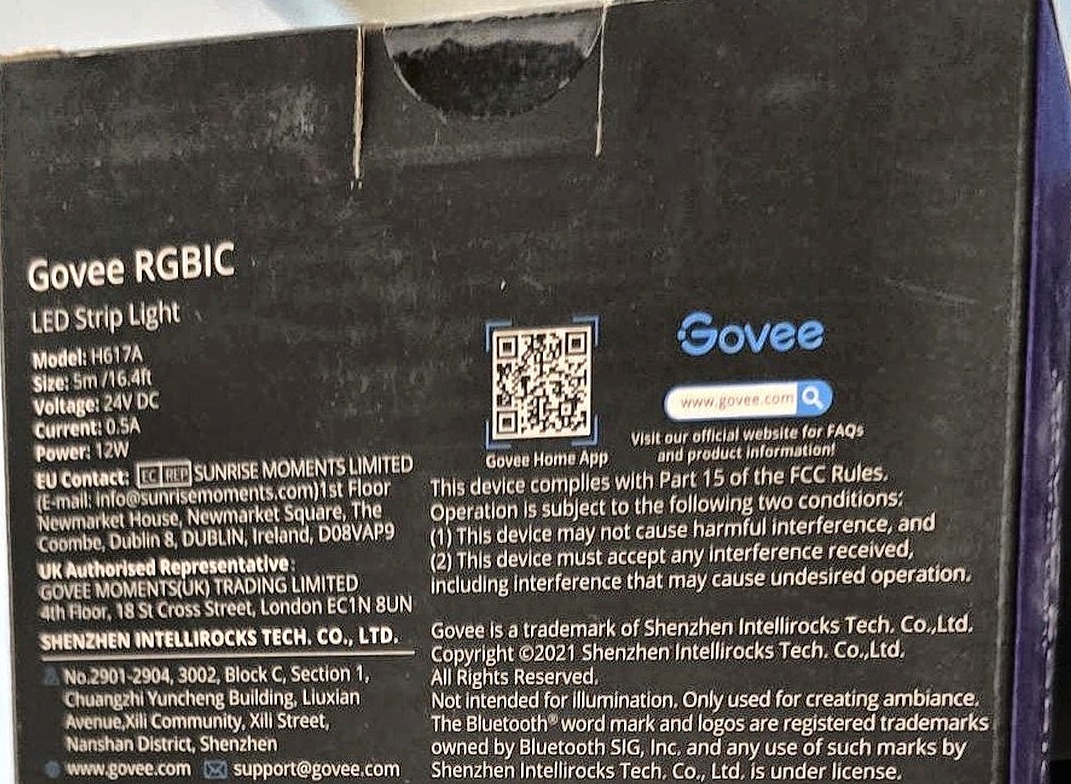 Govee RGBIC
LED Strip Light
Model: H617A
Size: 5m /16.4ft
Voltage: 24V DC
Current: 0.5A
Power: 12W
EU Contact: EC REP SUNRISE MOMENTS LIMITED
(E-mail: info@sunrisemoments.com)1st Floor
Newmarket House, Newmarket Square, The
Coombe, Dublin 8, DUBLIN, Ireland, D08VAP9
UK Authorised Representative:
GOVEE MOMENTS(UK) TRADING LIMITED
4th Floor, 18 St Cross Street, London EC1N 8UN
SHENZHEN INTELLIROCKS TECH. CO., LTD.
No.2901-2904, 3002, Block C, Section 1,
Chuangzhi Yuncheng Building, Liuxian
Avenue,Xili Community, Xili Street,
Nanshan District, Shenzhen
www.govee.com support@govee.com
Govee Home App
Govee
www.govee.com
Visit our official website for FAQs
and product information!
This device complies with Part 15 of the FCC Rules.
Operation is subject to the following two conditions:
(1) This device may not cause harmful interference, and
(2) This device must accept any interference received,
including interference that may cause undesired operation.
Govee is a trademark of Shenzhen Intellirocks Tech. Co.,Ltd.
Copyright ©2021 Shenzhen Intellirocks Tech. Co.,Ltd.
All Rights Reserved.
Not intended for illumination. Only used for creating ambiance.
The Bluetooth® word mark and logos are registered trademarks
owned by Bluetooth SIG, Inc. and any use of such marks by
Shenzhen Intellirocks Tech. Co., Ltd. is under license.